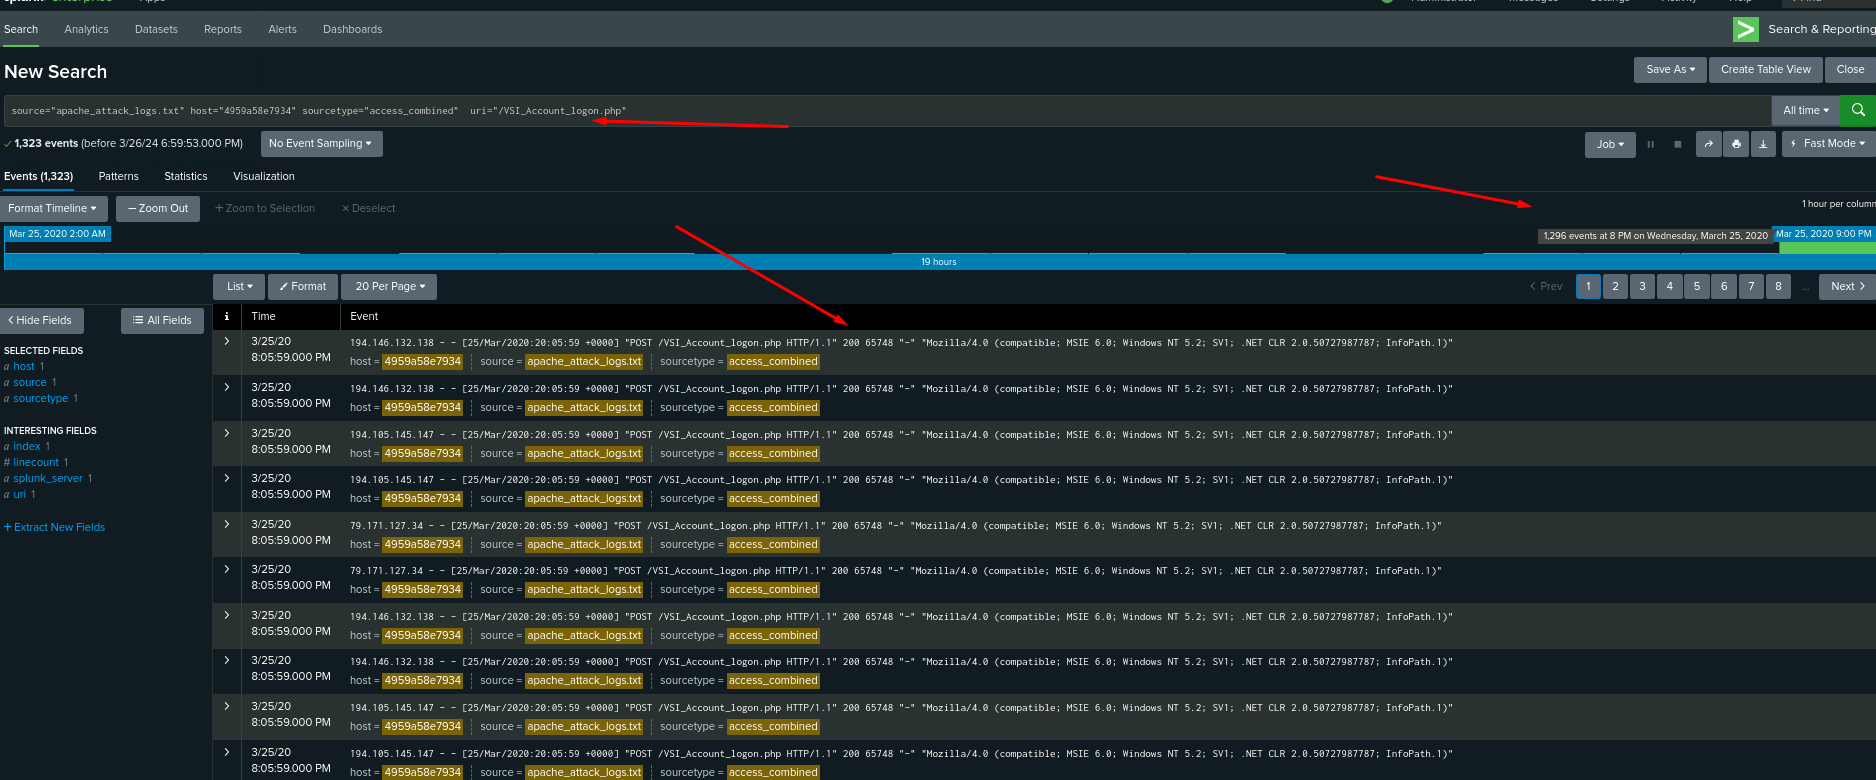 splunk> enterprise Apps Administrator Messages Settings Activity Help Find
Search Analytics Datasets Reports Alerts Dashboards Search & Reporting
New Search Save As Create Table View Close
source="apache_attack_logs.txt" host="4959a58e7934" sourcetype="access_combined" uri="/VSI_Account_logon.php" All time
1,323 events (before 3/26/24 6:59:53.000 PM) No Event Sampling Job Fast Mode
Events (1,323) Patterns Statistics Visualization
Format Timeline — Zoom Out + Zoom to Selection × Deselect 1 hour per column
Mar 25, 2020 2:00 AM 1,296 events at 8 PM on Wednesday, March 25, 2020 Mar 25, 2020 9:00 PM
19 hours
List Format 20 Per Page < Prev 1 2 3 4 5 6 7 8 ... Next >
< Hide Fields All Fields
SELECTED FIELDS
a host 1
a source 1
a sourcetype 1
INTERESTING FIELDS
a index 1
# linecount 1
a splunk_server 1
a uri 1
+ Extract New Fields
i Time Event
> 3/25/20 8:05:59.000 PM
194.146.132.138 - - [25/Mar/2020:20:05:59 +0000] "POST /VSI_Account_logon.php HTTP/1.1" 200 65748 "-" "Mozilla/4.0 (compatible; MSIE 6.0; Windows NT 5.2; SV1; .NET CLR 2.0.50727987787; InfoPath.1)"
host = 4959a58e7934 source = apache_attack_logs.txt sourcetype = access_combined
> 3/25/20 8:05:59.000 PM
194.146.132.138 - - [25/Mar/2020:20:05:59 +0000] "POST /VSI_Account_logon.php HTTP/1.1" 200 65748 "-" "Mozilla/4.0 (compatible; MSIE 6.0; Windows NT 5.2; SV1; .NET CLR 2.0.50727987787; InfoPath.1)"
host = 4959a58e7934 source = apache_attack_logs.txt sourcetype = access_combined
> 3/25/20 8:05:59.000 PM
194.105.145.147 - - [25/Mar/2020:20:05:59 +0000] "POST /VSI_Account_logon.php HTTP/1.1" 200 65748 "-" "Mozilla/4.0 (compatible; MSIE 6.0; Windows NT 5.2; SV1; .NET CLR 2.0.50727987787; InfoPath.1)"
host = 4959a58e7934 source = apache_attack_logs.txt sourcetype = access_combined
> 3/25/20 8:05:59.000 PM
194.105.145.147 - - [25/Mar/2020:20:05:59 +0000] "POST /VSI_Account_logon.php HTTP/1.1" 200 65748 "-" "Mozilla/4.0 (compatible; MSIE 6.0; Windows NT 5.2; SV1; .NET CLR 2.0.50727987787; InfoPath.1)"
host = 4959a58e7934 source = apache_attack_logs.txt sourcetype = access_combined
> 3/25/20 8:05:59.000 PM
79.171.127.34 - - [25/Mar/2020:20:05:59 +0000] "POST /VSI_Account_logon.php HTTP/1.1" 200 65748 "-" "Mozilla/4.0 (compatible; MSIE 6.0; Windows NT 5.2; SV1; .NET CLR 2.0.50727987787; InfoPath.1)"
host = 4959a58e7934 source = apache_attack_logs.txt sourcetype = access_combined
> 3/25/20 8:05:59.000 PM
79.171.127.34 - - [25/Mar/2020:20:05:59 +0000] "POST /VSI_Account_logon.php HTTP/1.1" 200 65748 "-" "Mozilla/4.0 (compatible; MSIE 6.0; Windows NT 5.2; SV1; .NET CLR 2.0.50727987787; InfoPath.1)"
host = 4959a58e7934 source = apache_attack_logs.txt sourcetype = access_combined
> 3/25/20 8:05:59.000 PM
194.146.132.138 - - [25/Mar/2020:20:05:59 +0000] "POST /VSI_Account_logon.php HTTP/1.1" 200 65748 "-" "Mozilla/4.0 (compatible; MSIE 6.0; Windows NT 5.2; SV1; .NET CLR 2.0.50727987787; InfoPath.1)"
host = 4959a58e7934 source = apache_attack_logs.txt sourcetype = access_combined
> 3/25/20 8:05:59.000 PM
194.146.132.138 - - [25/Mar/2020:20:05:59 +0000] "POST /VSI_Account_logon.php HTTP/1.1" 200 65748 "-" "Mozilla/4.0 (compatible; MSIE 6.0; Windows NT 5.2; SV1; .NET CLR 2.0.50727987787; InfoPath.1)"
host = 4959a58e7934 source = apache_attack_logs.txt sourcetype = access_combined
> 3/25/20 8:05:59.000 PM
194.105.145.147 - - [25/Mar/2020:20:05:59 +0000] "POST /VSI_Account_logon.php HTTP/1.1" 200 65748 "-" "Mozilla/4.0 (compatible; MSIE 6.0; Windows NT 5.2; SV1; .NET CLR 2.0.50727987787; InfoPath.1)"
host = 4959a58e7934 source = apache_attack_logs.txt sourcetype = access_combined
> 3/25/20 8:05:59.000 PM
194.105.145.147 - - [25/Mar/2020:20:05:59 +0000] "POST /VSI_Account_logon.php HTTP/1.1" 200 65748 "-" "Mozilla/4.0 (compatible; MSIE 6.0; Windows NT 5.2; SV1; .NET CLR 2.0.50727987787; InfoPath.1)"
host = 4959a58e7934 source = apache_attack_logs.txt sourcetype = access_combined